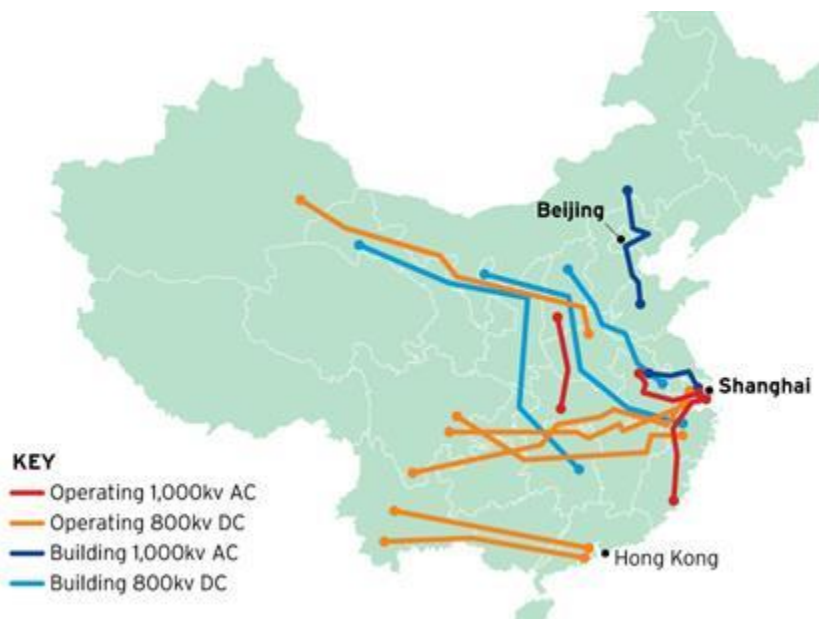 Beijing
Shanghai
KEY
Operating 1,000kv AC
Operating 800kv DC
Building 1,000kv AC
Building 800kv DC
Hong Kong